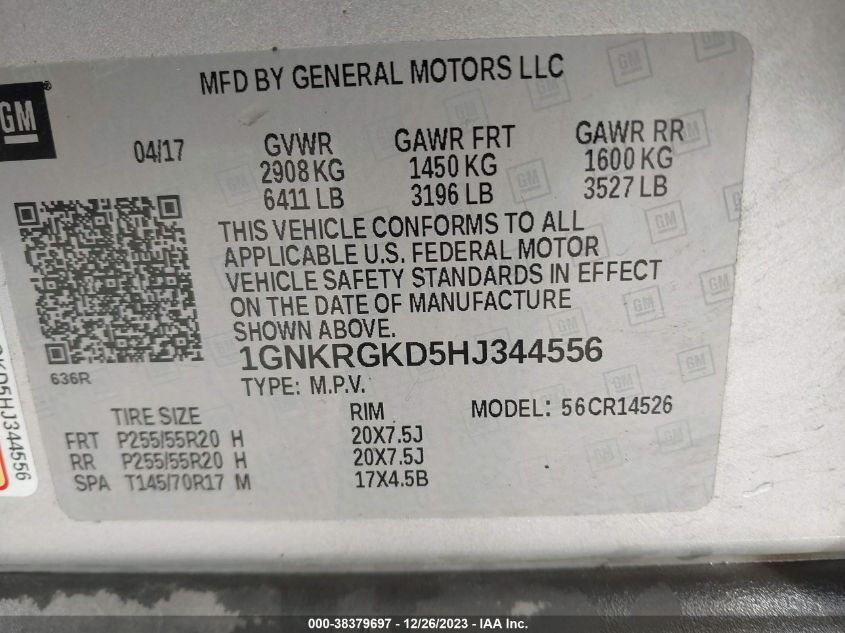 MFD BY GENERAL MOTORS LLC
GM
04/17
GVWR GAWR FRT GAWR RR
2908 KG 1450 KG 1600 KG
6411 LB 3196 LB 3527 LB
THIS VEHICLE CONFORMS TO ALL
APPLICABLE U.S. FEDERAL MOTOR
VEHICLE SAFETY STANDARDS IN EFFECT
ON THE DATE OF MANUFACTURE
SHOWN ABOVE.
1GNKRGKD5HJ344556
636R
TYPE: M.P.V.
TIRE SIZE RIM MODEL: 56CR14526
FRT P255/55R20 H 20X7.5J
RR P255/55R20 H 20X7.5J
SPA T145/70R17 M 17X4.5B
KD5HJ344556
000-38379697 - 12/26/2023 - IAA Inc.